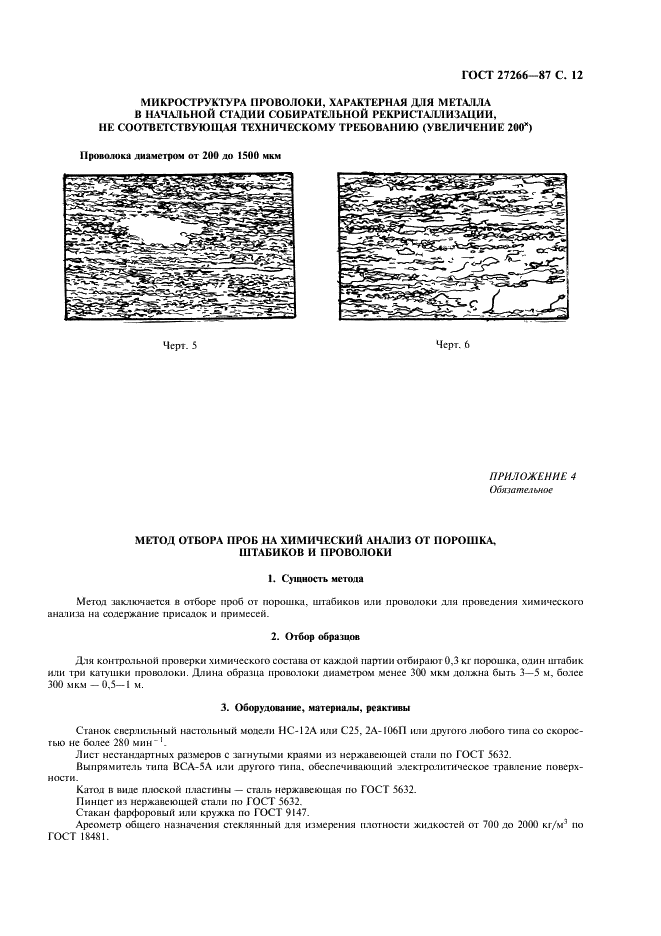 ГОСТ 27266—87 С. 12
МИКРОСТРУКТУРА ПРОВОЛОКИ, ХАРАКТЕРНАЯ ДЛЯ МЕТАЛЛА
В НАЧАЛЬНОЙ СТАДИИ СОБИРАТЕЛЬНОЙ РЕКРИСТАЛЛИЗАЦИИ,
НЕ СООТВЕТСТВУЮЩАЯ ТЕХНИЧЕСКОМУ ТРЕБОВАНИЮ (УВЕЛИЧЕНИЕ 200ˣ)
Проволока диаметром от 200 до 1500 мкм
Черт. 5
Черт. 6
ПРИЛОЖЕНИЕ 4
Обязательное
МЕТОД ОТБОРА ПРОБ НА ХИМИЧЕСКИЙ АНАЛИЗ ОТ ПОРОШКА,
ШТАБИКОВ И ПРОВОЛОКИ
1. Сущность метода
Метод заключается в отборе проб от порошка, штабиков или проволоки для проведения химического
анализа на содержание присадок и примесей.
2. Отбор образцов
Для контрольной проверки химического состава от каждой партии отбирают 0,3 кг порошка, один штабик
или три катушки проволоки. Длина образца проволоки диаметром менее 300 мкм должна быть 3—5 м, более
300 мкм — 0,5—1 м.
3. Оборудование, материалы, реактивы
Станок сверлильный настольный модели НС-12А или С25, 2А-106П или другого любого типа со скорос-
тью не более 280 мин⁻¹.
Лист нестандартных размеров с загнутыми краями из нержавеющей стали по ГОСТ 5632.
Выпрямитель типа ВСА-5А или другого типа, обеспечивающий электролитическое травление поверх-
ности.
Катод в виде плоской пластины — сталь нержавеющая по ГОСТ 5632.
Пинцет из нержавеющей стали по ГОСТ 5632.
Стакан фарфоровый или кружка по ГОСТ 9147.
Ареометр общего назначения стеклянный для измерения плотности жидкостей от 700 до 2000 кг/м³ по
ГОСТ 18481.